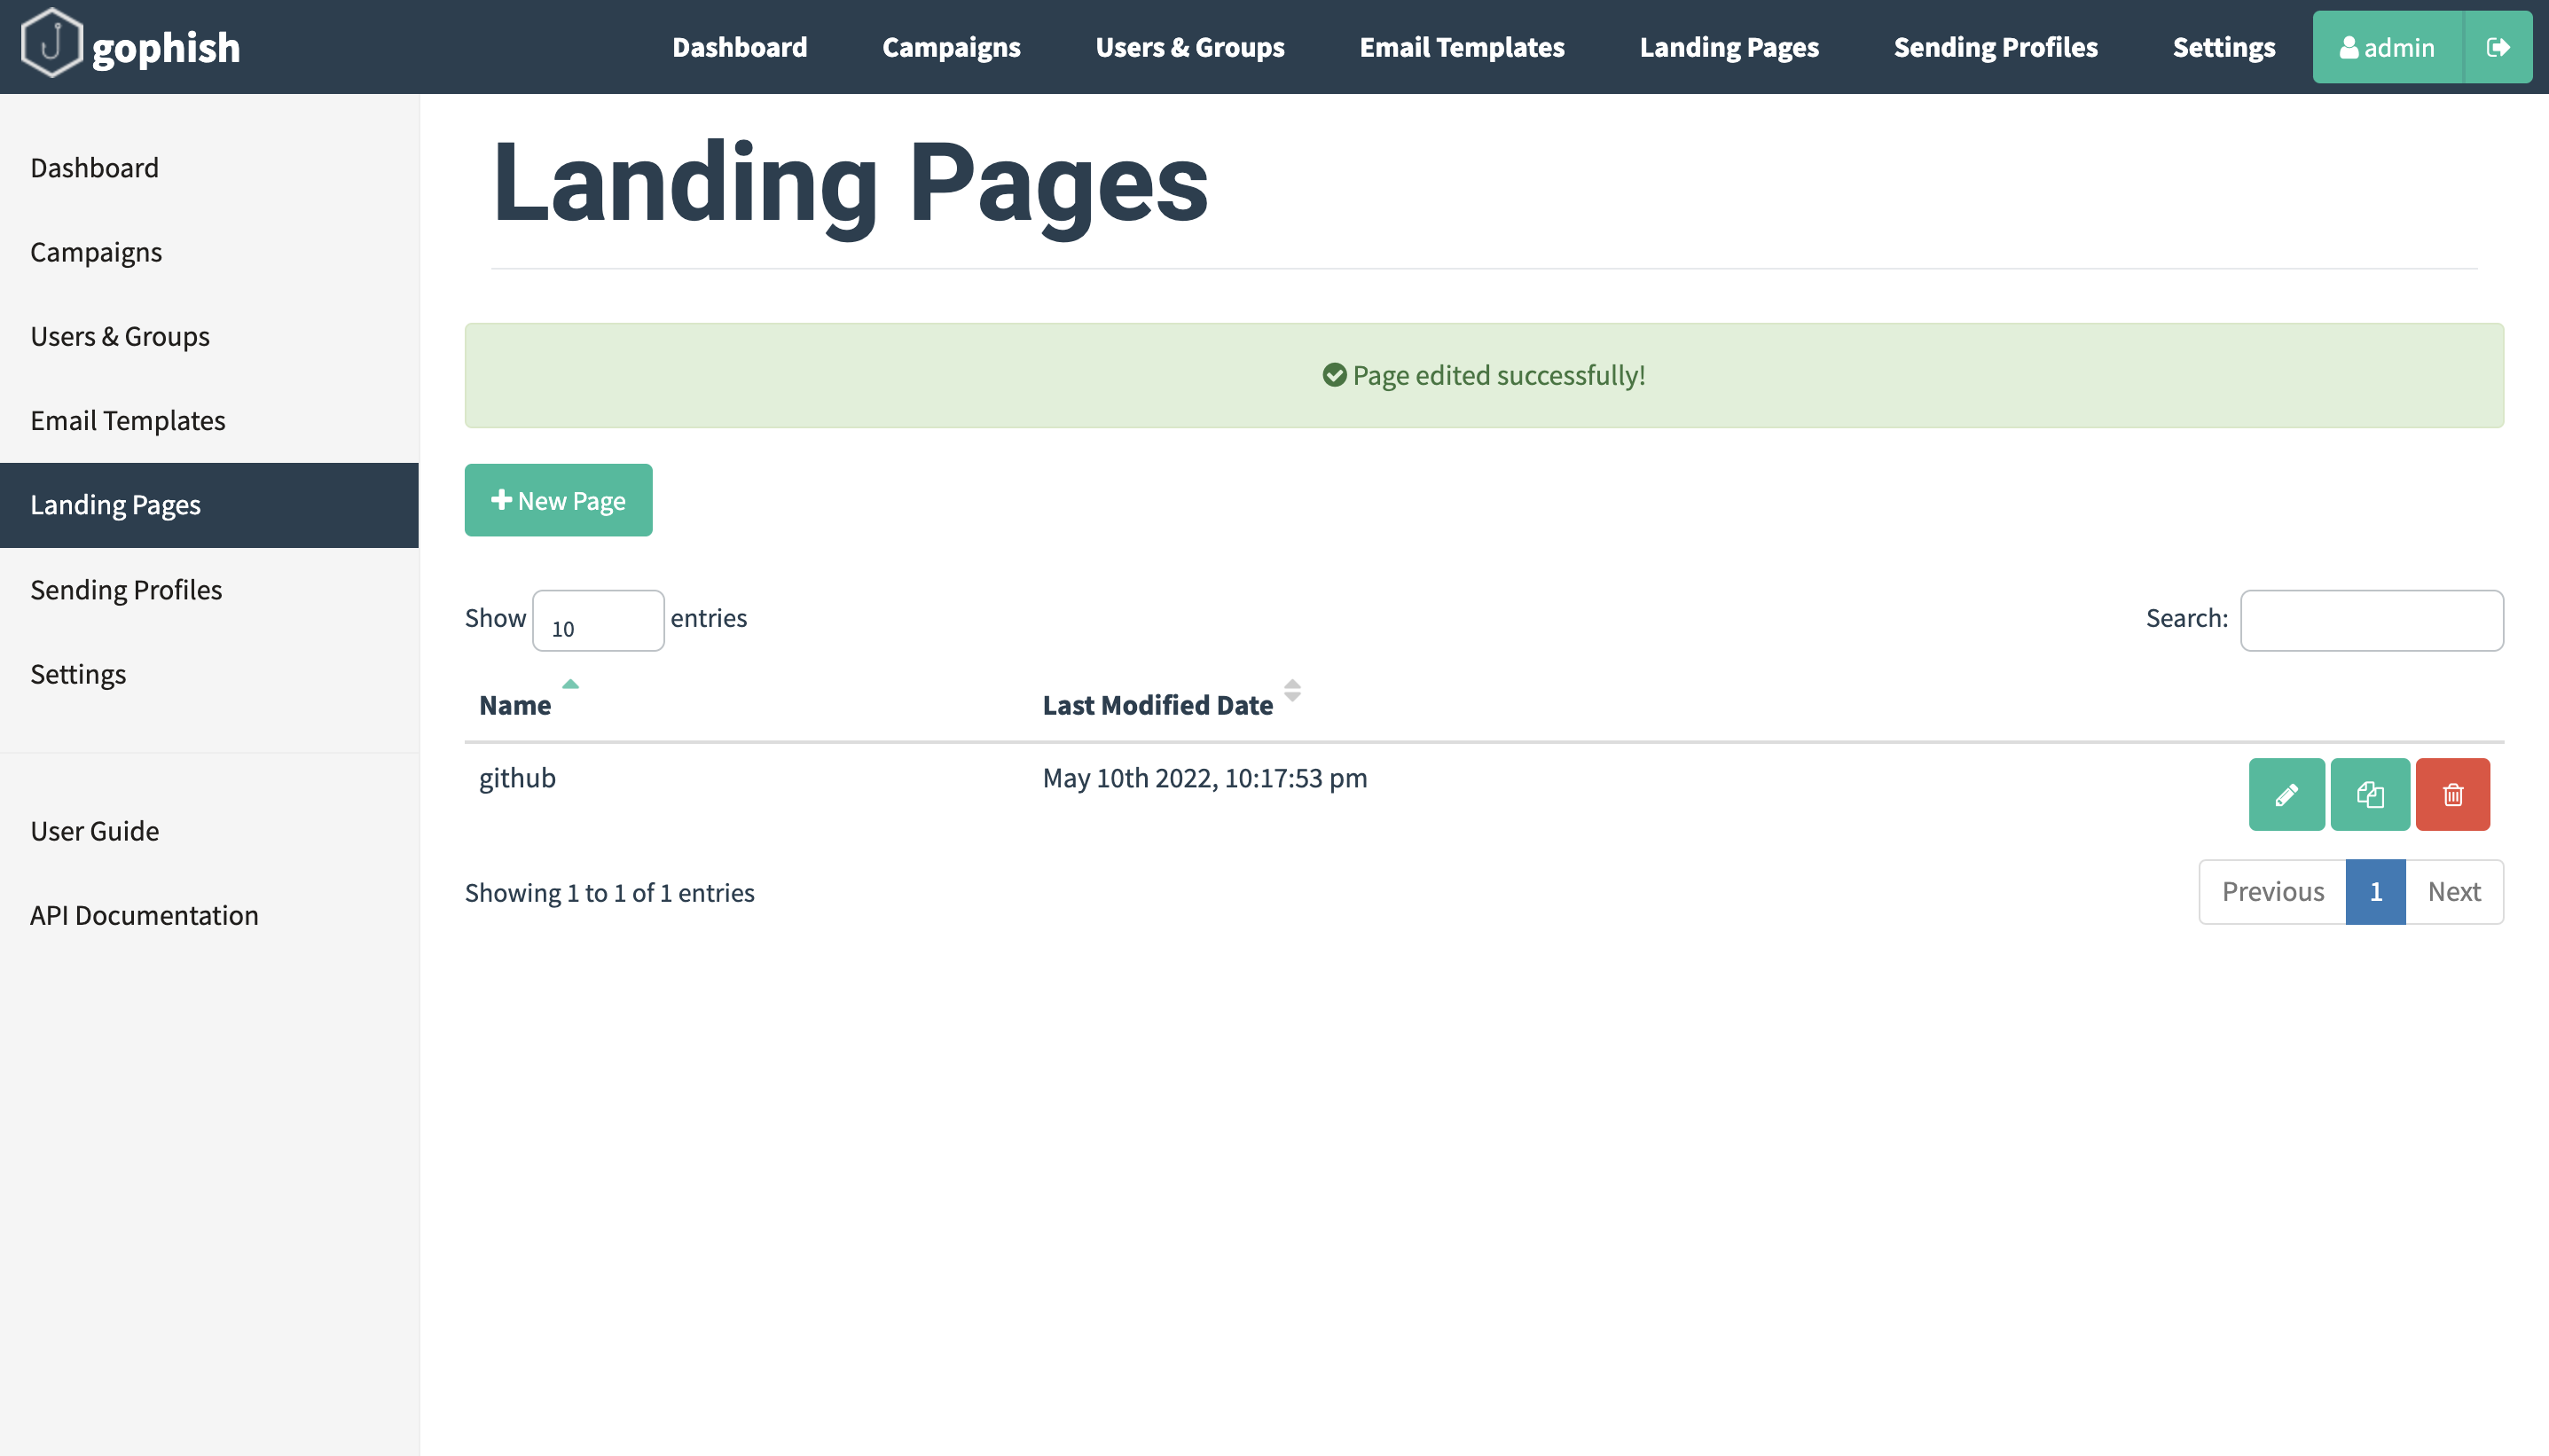 gophish
Dashboard Campaigns Users & Groups Email Templates Landing Pages Sending Profiles Settings admin
Dashboard
Campaigns
Users & Groups
Email Templates
Landing Pages
Sending Profiles
Settings
User Guide
API Documentation
Landing Pages
Page edited successfully!
New Page
Show 10 entries Search:
Name Last Modified Date
github May 10th 2022, 10:17:53 pm
Showing 1 to 1 of 1 entries Previous 1 Next